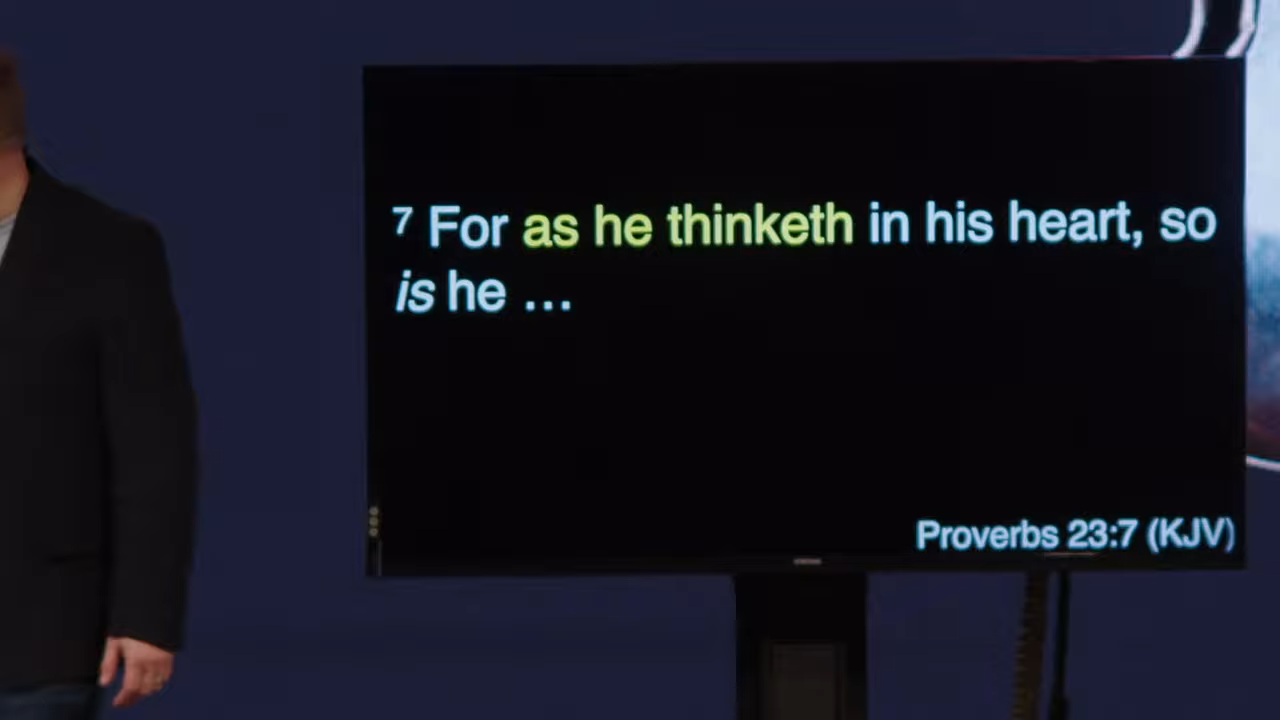 7 For as he thinketh in his heart, so
is he ...
Proverbs 23:7 (KJV)